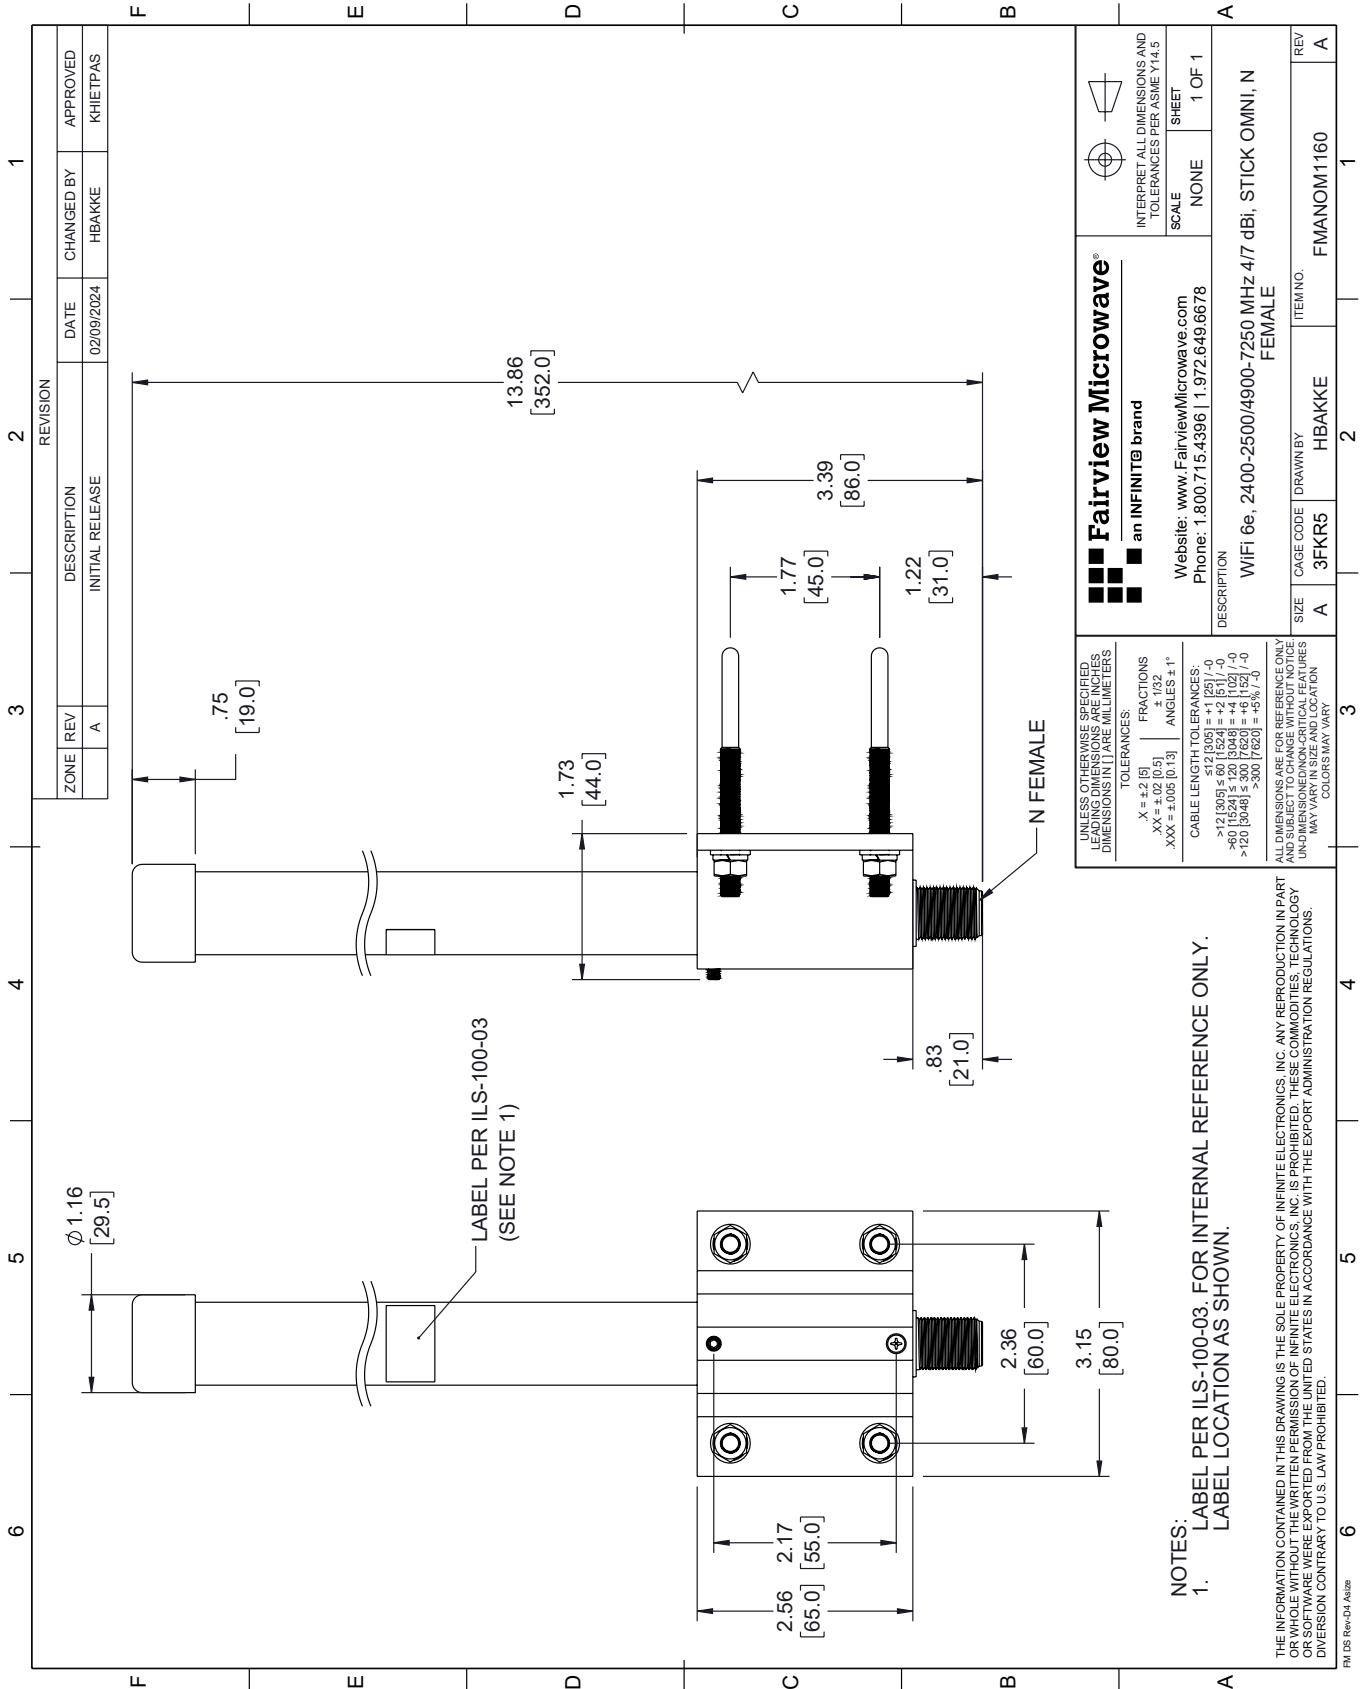 REVISION
ZONE REV DESCRIPTION DATE CHANGED BY APPROVED
A INITIAL RELEASE 02/09/2024 HBAKKE KHIETPAS
6 5 4 3 2 1
F
E
D
C
B
A
Ø1.16
[29.5]
.75
[19.0]
13.86
[352.0]
LABEL PER ILS-100-03
(SEE NOTE 1)
1.73
[44.0]
3.39
[86.0]
1.77
[45.0]
1.22
[31.0]
2.56
[65.0]
2.17
[55.0]
.83
[21.0]
2.36
[60.0]
3.15
[80.0]
N FEMALE
NOTES:
1. LABEL PER ILS-100-03. FOR INTERNAL REFERENCE ONLY.
LABEL LOCATION AS SHOWN.
THE INFORMATION CONTAINED IN THIS DRAWING IS THE SOLE PROPERTY OF INFINITE ELECTRONICS, INC. ANY REPRODUCTION IN PART
OR WHOLE WITHOUT THE WRITTEN PERMISSION OF INFINITE ELECTRONICS, INC. IS PROHIBITED. THESE COMMODITIES, TECHNOLOGY
OR SOFTWARE WERE EXPORTED FROM THE UNITED STATES IN ACCORDANCE WITH THE EXPORT ADMINISTRATION REGULATIONS.
DIVERSION CONTRARY TO U.S. LAW PROHIBITED.
UNLESS OTHERWISE SPECIFIED
LEADING DIMENSIONS ARE INCHES
DIMENSIONS IN [ ] ARE MILLIMETERS
TOLERANCES:
.X = ±.2 [5] FRACTIONS
.XX = ±.02 [0.5] ± 1/32
.XXX = ±.005 [0.13] ANGLES ± 1°
CABLE LENGTH TOLERANCES:
≤12 [305] = +1 [25] / -0
>12 [305] ≤ 60 [1524] = +2 [51] / -0
>60 [1524] ≤ 120 [3048] = +4 [102] / -0
>120 [3048] ≤ 300 [7620] = +6 [152] / -0
>300 [7620] = +5% / -0
ALL DIMENSIONS ARE FOR REFERENCE ONLY
AND SUBJECT TO CHANGE WITHOUT NOTICE.
UN-DIMENSIONED/NON-CRITICAL FEATURES
MAY VARY IN SIZE AND LOCATION
COLORS MAY VARY
Fairview Microwave®
an INFINIT@ brand
Website: www.FairviewMicrowave.com
Phone: 1.800.715.4396 | 1.972.649.6678
INTERPRET ALL DIMENSIONS AND
TOLERANCES PER ASME Y14.5
SCALE SHEET
NONE 1 OF 1
DESCRIPTION
WiFi 6e, 2400-2500/4900-7250 MHz 4/7 dBi, STICK OMNI, N
FEMALE
SIZE CAGE CODE DRAWN BY ITEM NO. REV
A 3FKR5 HBAKKE FMANOM1160 A
F
E
D
C
B
A
6 5 4 3 2 1
FM DS Rev-D4 Asize